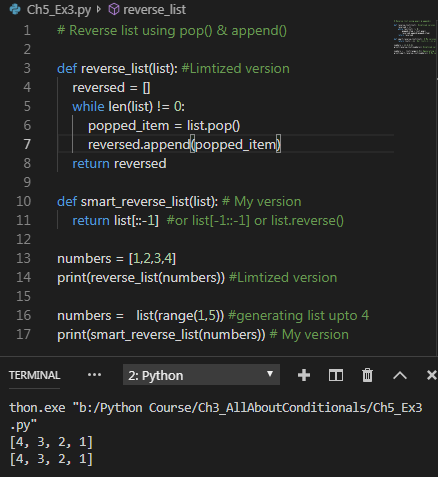 Ch5_Ex3.py > reverse_list
1 # Reverse list using pop() & append()
2
3 def reverse_list(list): #Limtized version
4 reversed = []
5 while len(list) != 0:
6 popped_item = list.pop()
7 reversed.append(popped_item)
8 return reversed
9
10 def smart_reverse_list(list): # My version
11 return list[::-1] #or list[-1::-1] or list.reverse()
12
13 numbers = [1,2,3,4]
14 print(reverse_list(numbers)) #Limtized version
15
16 numbers = list(range(1,5)) #generating list upto 4
17 print(smart_reverse_list(numbers)) # My version
TERMINAL ••• 2: Python
thon.exe "b:/Python Course/Ch3_AllAboutConditionals/Ch5_Ex3
.py"
[4, 3, 2, 1]
[4, 3, 2, 1]